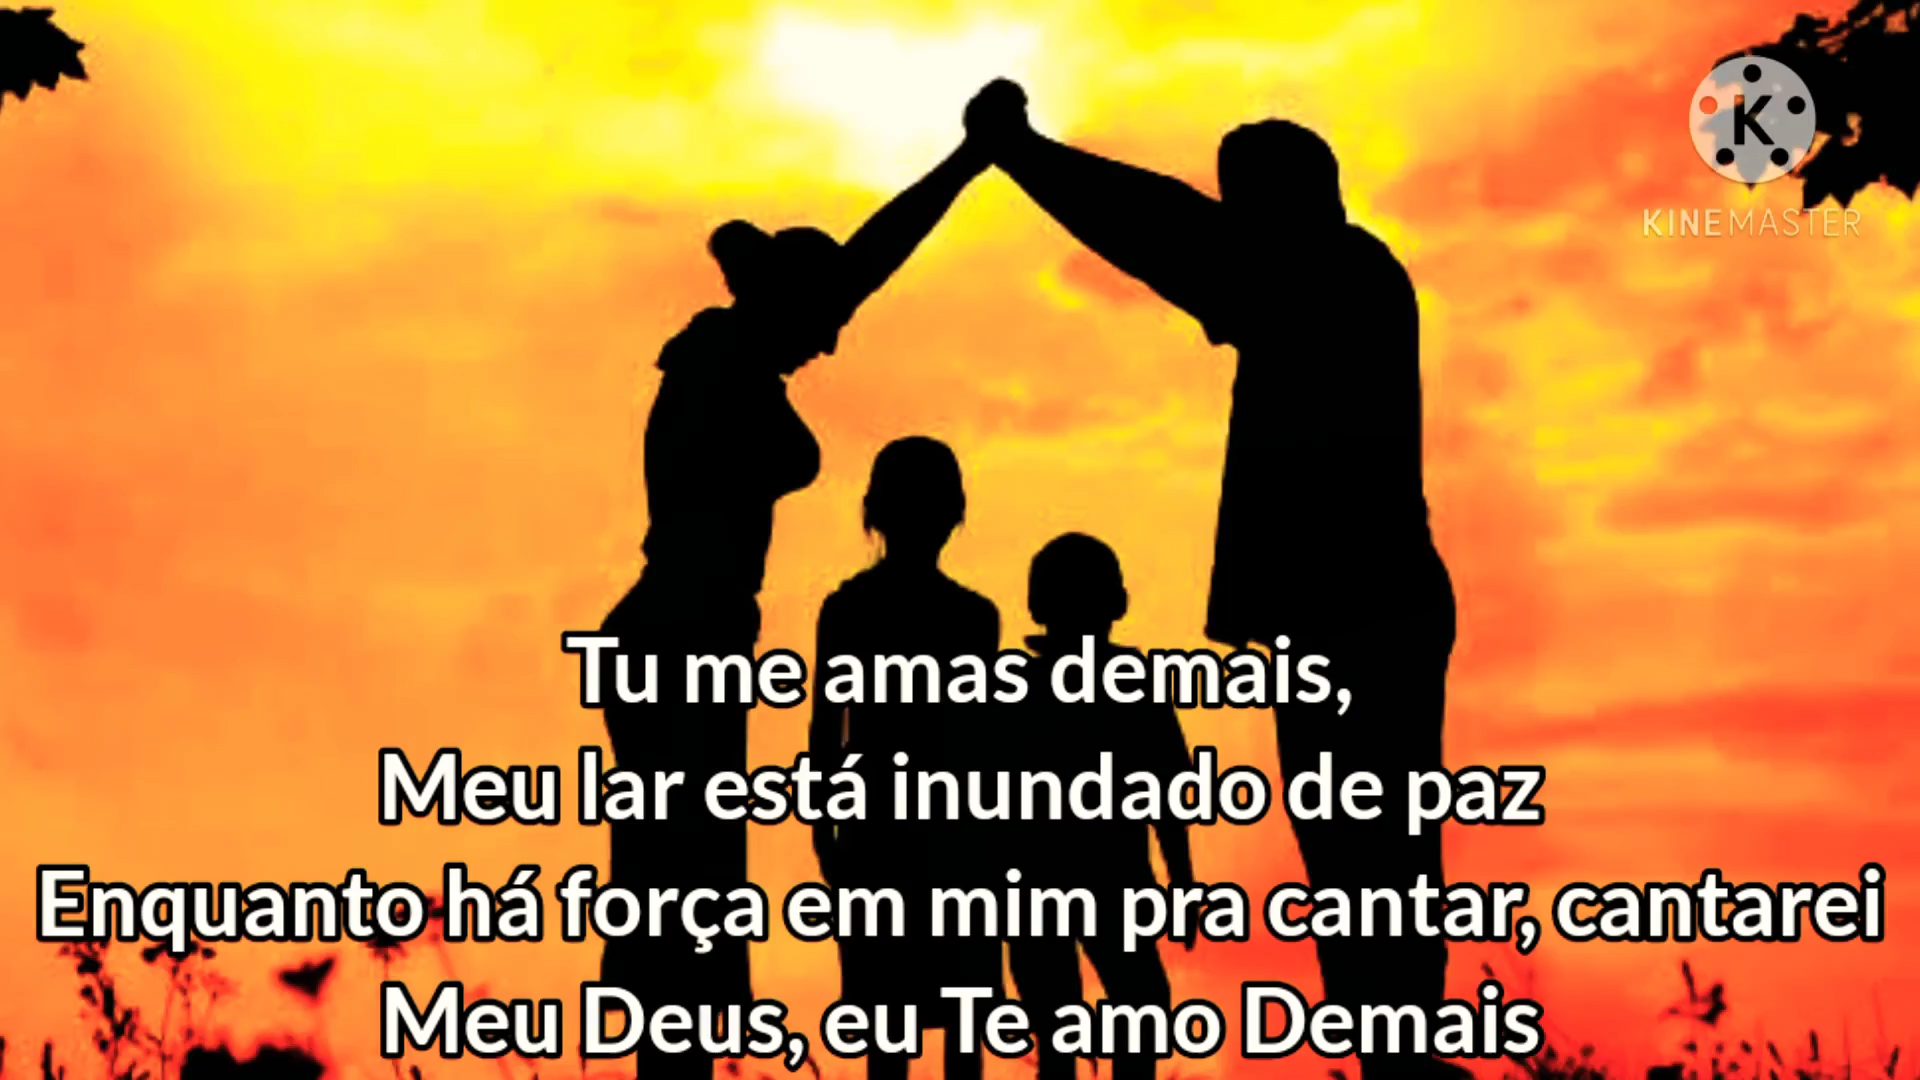 K
KINEMASTER
Tu me amas demais,
Meu lar está inundado de paz
Enquanto há força em mim pra cantar, cantarei
Meu Deus, eu Te amo Demais